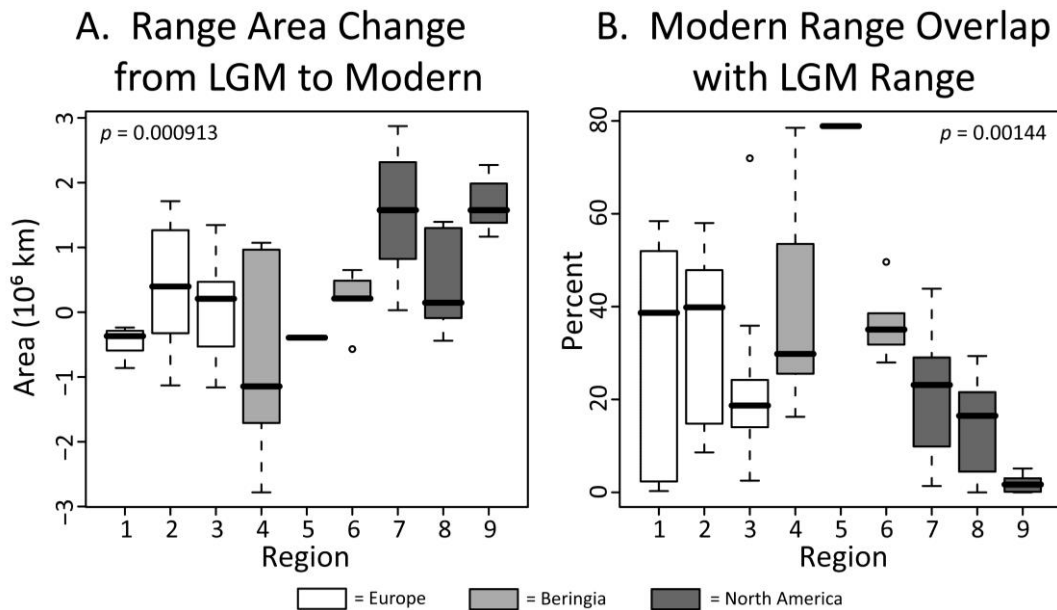 A. Range Area Change
from LGM to Modern
p = 0.000913
Area (10⁶ km)
3
2
1
0
−1
−2
−3
1 2 3 4 5 6 7 8 9
Region
B. Modern Range Overlap
with LGM Range
p = 0.00144
Percent
80
60
40
20
0
1 2 3 4 5 6 7 8 9
Region
= Europe = Beringia = North America